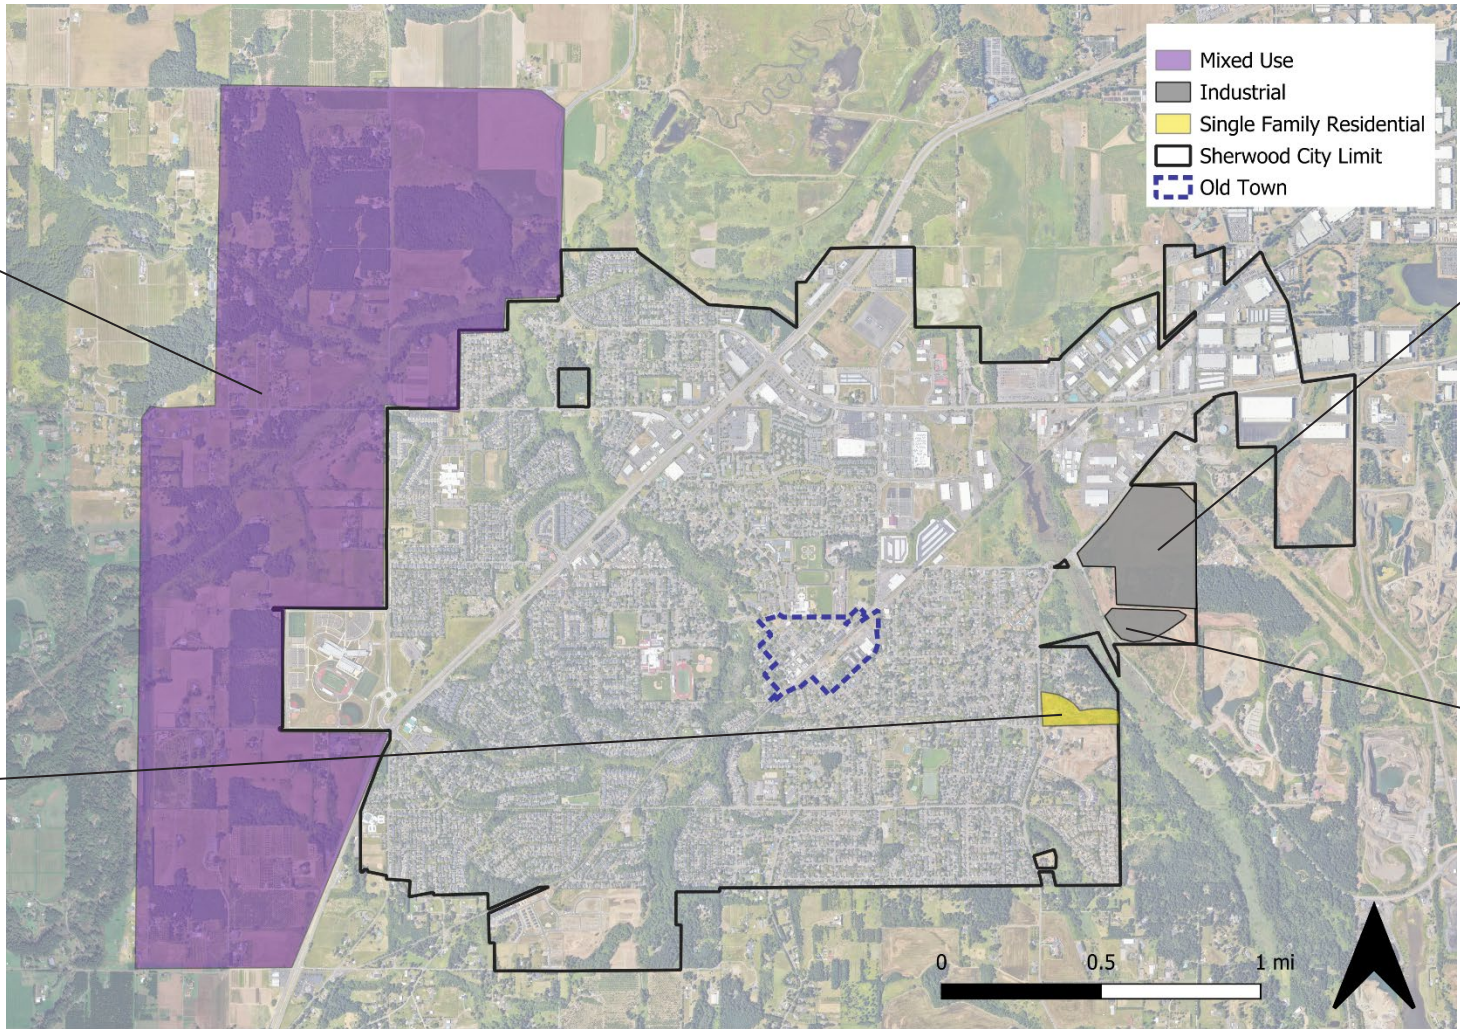 Mixed Use
Industrial
Single Family Residential
Sherwood City Limit
Old Town
0 0.5 1 mi